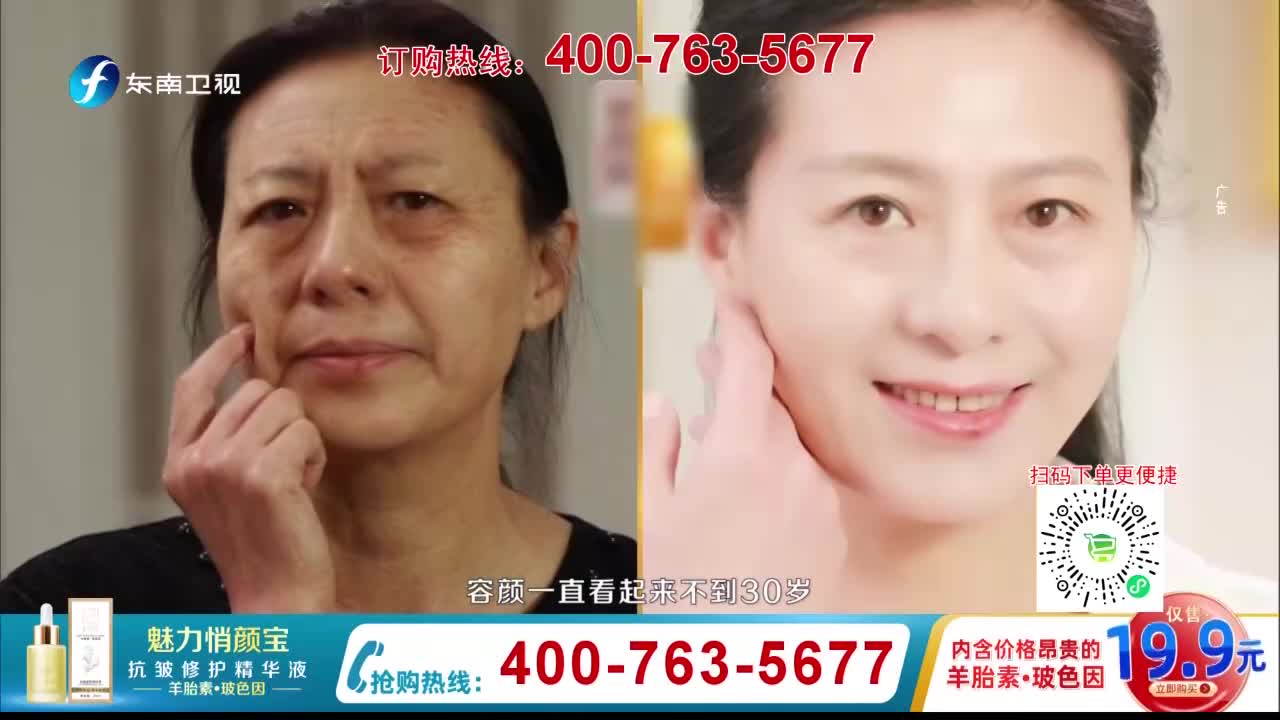 订购热线：400-763-5677
东南卫视
广告
扫码下单更便捷
容颜一直看起来不到30岁
魅力悄颜宝
抗皱修护精华液
羊胎素•玻色因
抢购热线：400-763-5677
内含价格昂贵的
羊胎素•玻色因
仅售
19.9元
立即购买